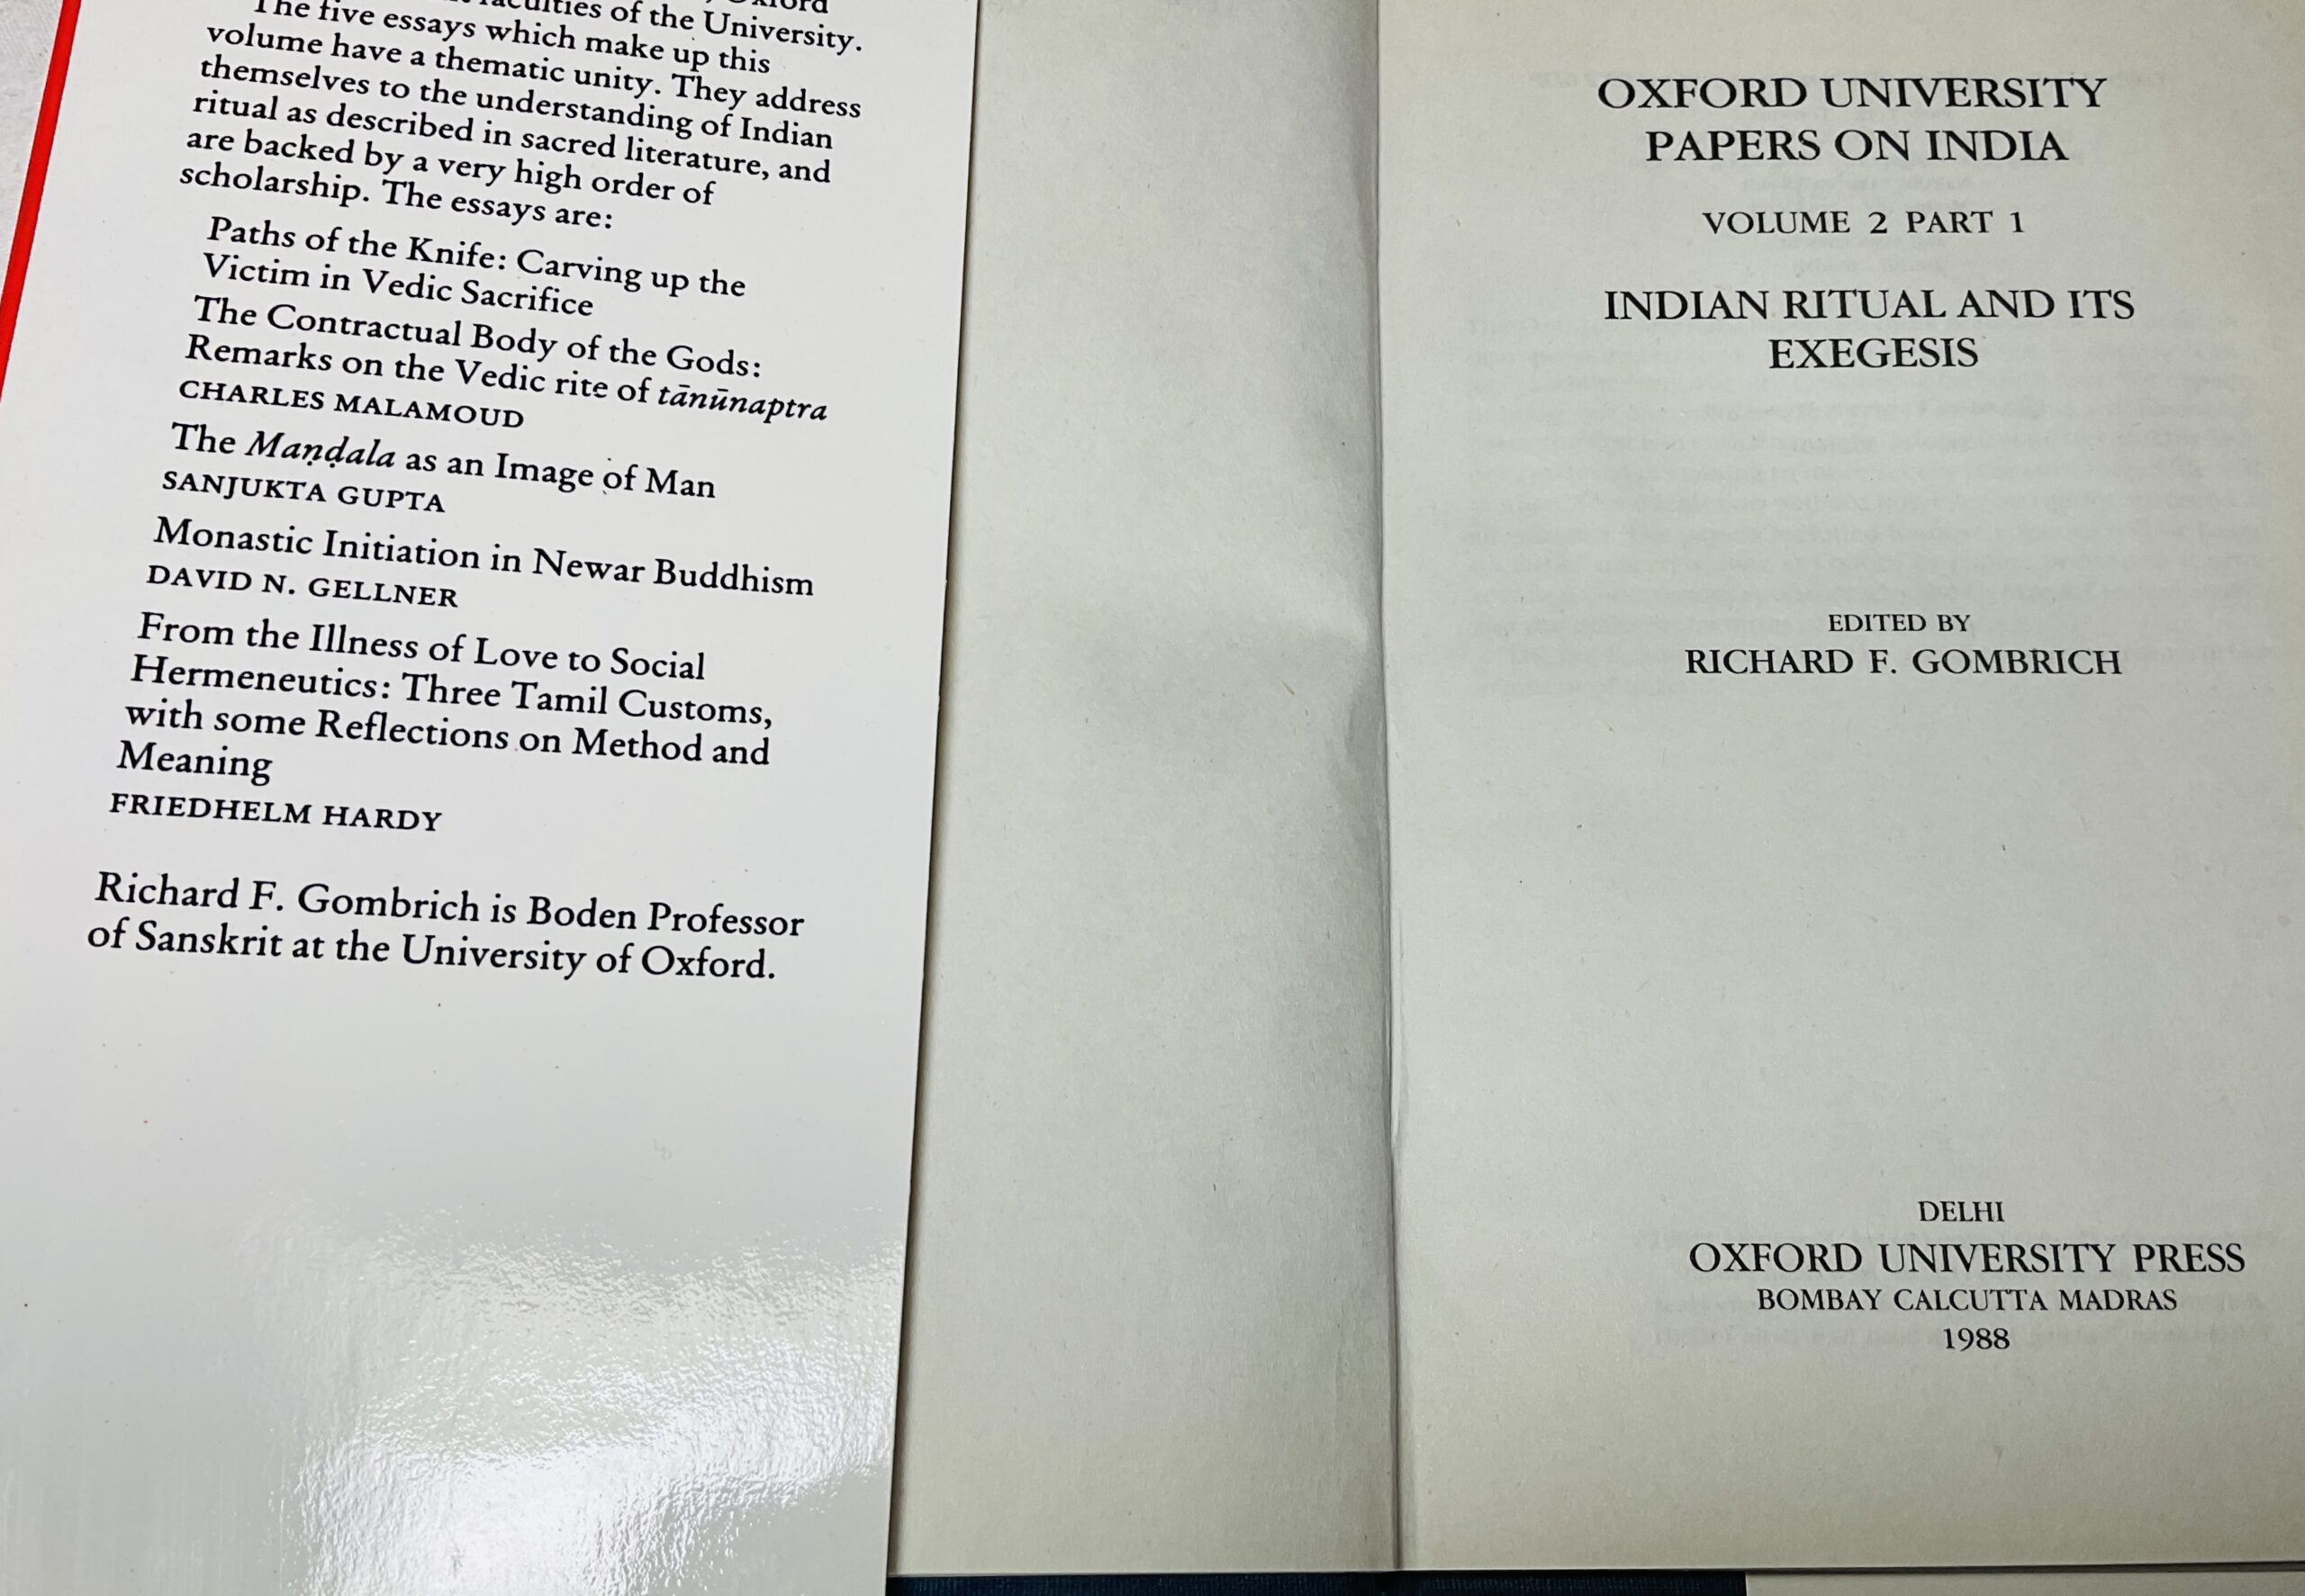 of the University.
The five essays which make up this
volume have a thematic unity. They address
themselves to the understanding of Indian
ritual as described in sacred literature, and
are backed by a very high order of
scholarship. The essays are:
Paths of the Knife: Carving up the
Victim in Vedic Sacrifice
The Contractual Body of the Gods:
Remarks on the Vedic rite of tānūnaptra
CHARLES MALAMOUD
The Maṇḍala as an Image of Man
SANJUKTA GUPTA
Monastic Initiation in Newar Buddhism
DAVID N. GELLNER
From the Illness of Love to Social
Hermeneutics: Three Tamil Customs,
with some Reflections on Method and
Meaning
FRIEDHELM HARDY
Richard F. Gombrich is Boden Professor
of Sanskrit at the University of Oxford.
OXFORD UNIVERSITY
PAPERS ON INDIA
VOLUME 2 PART 1
INDIAN RITUAL AND ITS
EXEGESIS
EDITED BY
RICHARD F. GOMBRICH
DELHI
OXFORD UNIVERSITY PRESS
BOMBAY CALCUTTA MADRAS
1988